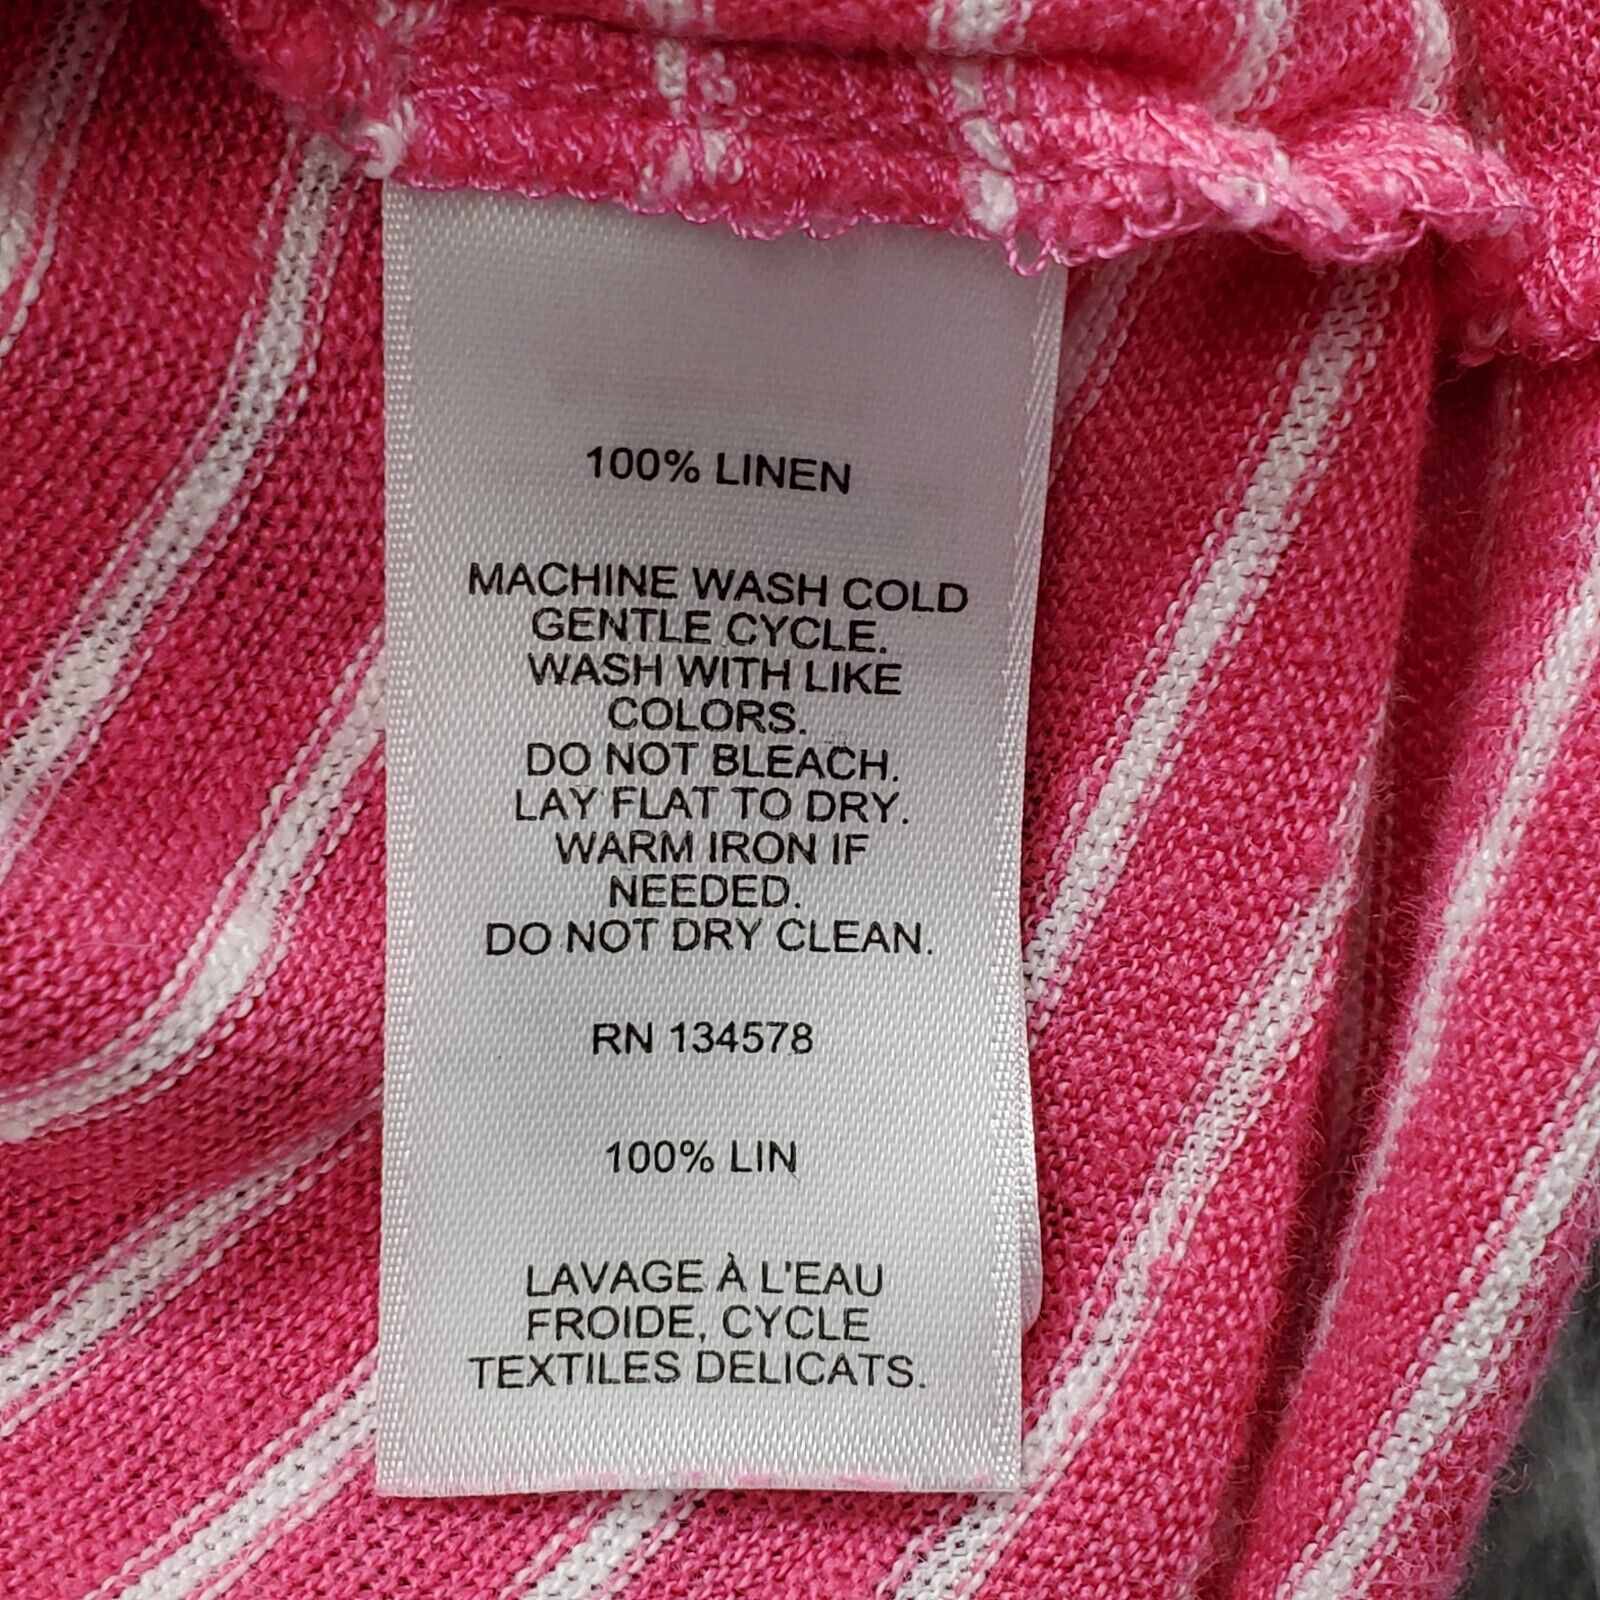 100% LINEN
MACHINE WASH COLD
GENTLE CYCLE.
WASH WITH LIKE
COLORS.
DO NOT BLEACH.
LAY FLAT TO DRY.
WARM IRON IF
NEEDED.
DO NOT DRY CLEAN.
RN 134578
100% LIN
LAVAGE À L'EAU
FROIDE, CYCLE
TEXTILES DELICATS.